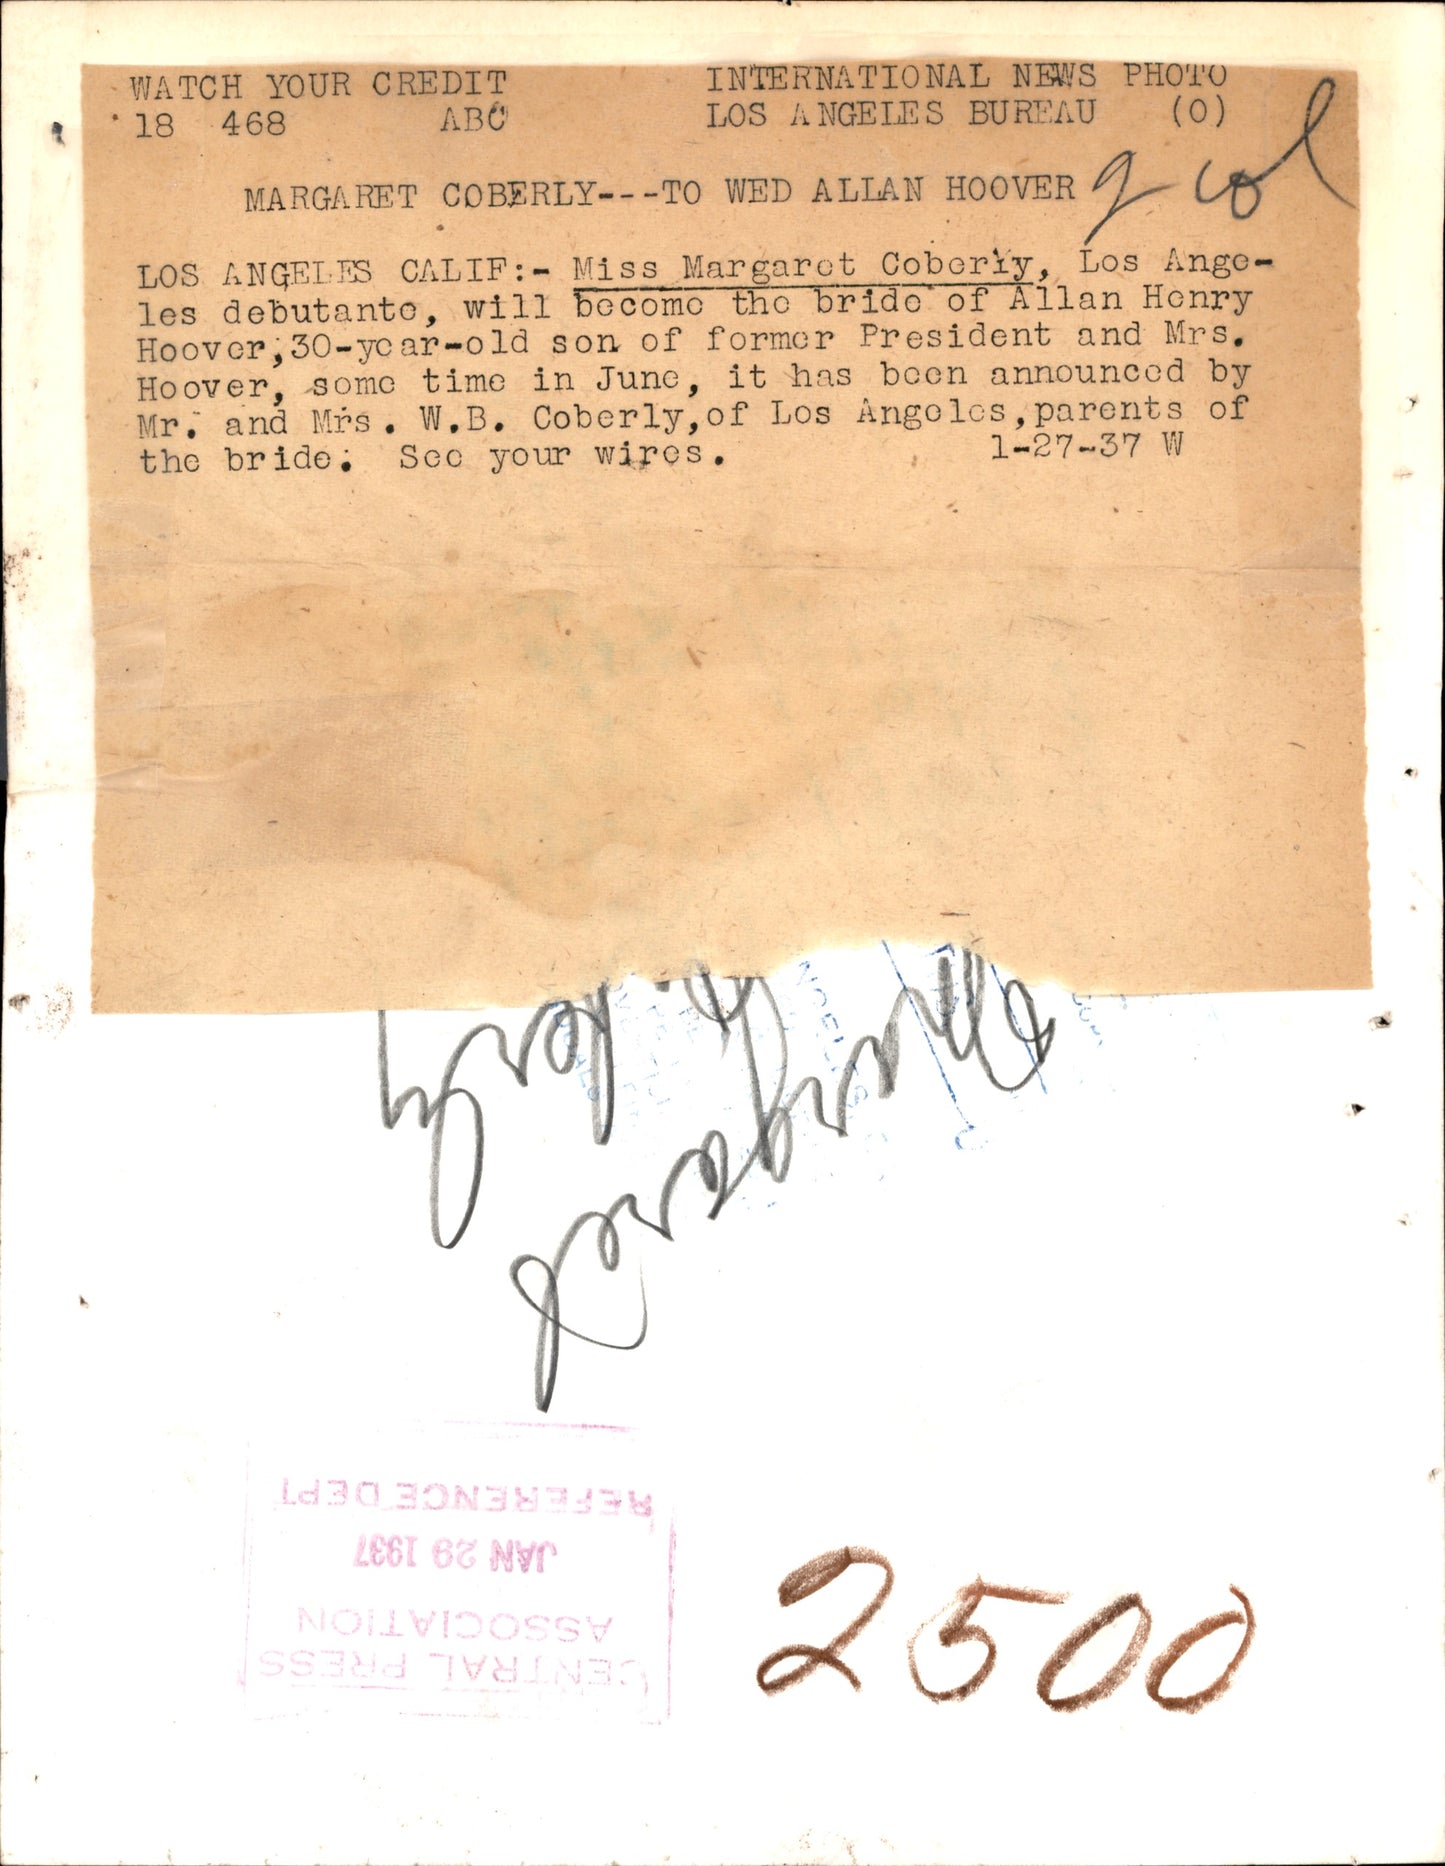 WATCH YOUR CREDIT INTERNATIONAL NEWS PHOTO
18 468 ABC LOS ANGELES BUREAU (O)
MARGARET COBERLY---TO WED ALLAN HOOVER
2 col
LOS ANGELES CALIF:- Miss Margaret Coberly, Los Ange-
les debutante, will become the bride of Allan Henry
Hoover,30-year-old son of former President and Mrs.
Hoover, some time in June, it has been announced by
Mr. and Mrs. W.B. Coberly,of Los Angeles,parents of
the bride. See your wires. 1-27-37 W
Margaret
CENTRAL PRESS
ASSOCIATION
JAN 29 1937
REFERENCE DEPT
2500